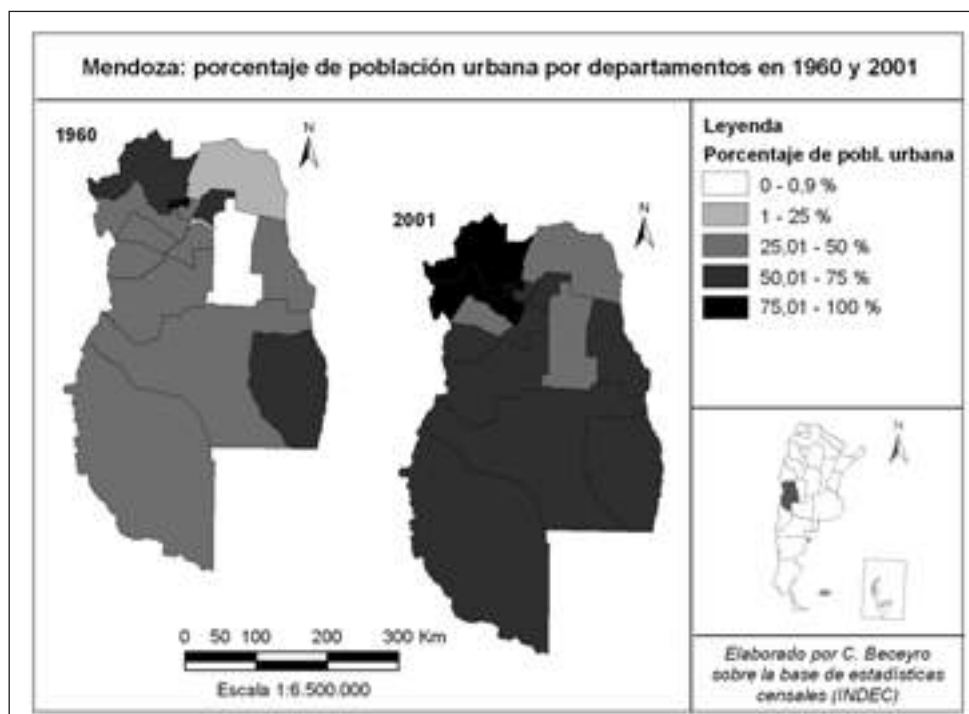 Mendoza: porcentaje de población urbana por departamentos en 1960 y 2001
1960
N
2001
N
Leyenda
Porcentaje de pobl. urbana
0 - 0,9 %
1 - 25 %
25,01 - 50 %
50,01 - 75 %
75,01 - 100 %
N
0 50 100 200 300 Km
Escala 1:6.500.000
Elaborado por C. Beceyro
sobre la base de estadísticas
censales (INDEC)